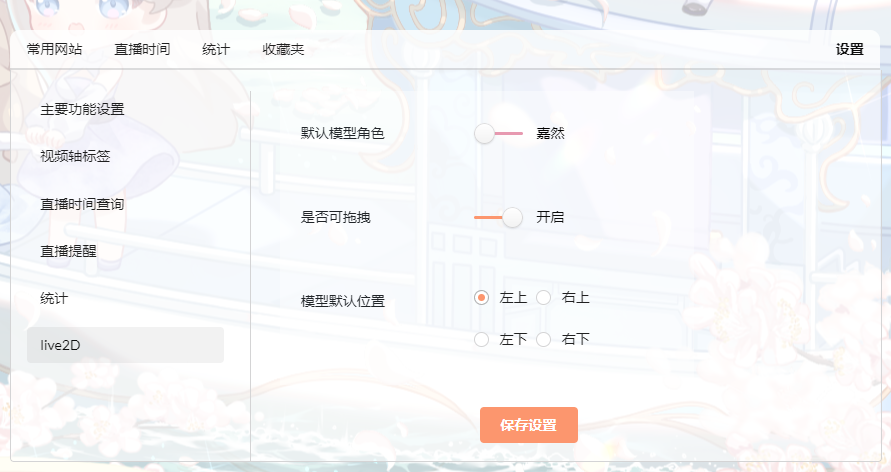 常用网站 直播时间 统计 收藏夹 设置
主要功能设置
视频轴标签
直播时间查询
直播提醒
统计
live2D
默认模型角色 嘉然
是否可拖拽 开启
模型默认位置 左上 右上
左下 右下
保存设置